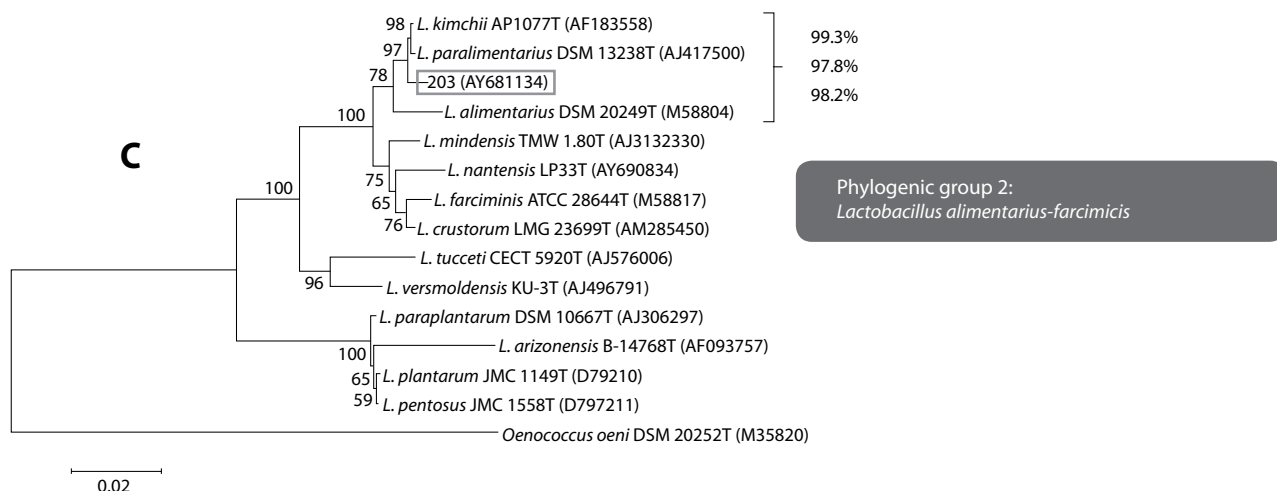 98
L. kimchii AP1077T (AF183558)
99.3%
97
L. paralimentarius DSM 13238T (AJ417500)
97.8%
78
203 (AY681134)
98.2%
100
L. alimentarius DSM 20249T (M58804)
C
L. mindensis TMW 1.80T (AJ3132330)
L. nantensis LP33T (AY690834)
75
100
65
L. farciminis ATCC 28644T (M58817)
76
L. crustorum LMG 23699T (AM285450)
Phylogenic group 2:
Lactobacillus alimentarius-farcimicis
L. tucceti CECT 5920T (AJ576006)
96
L. versmoldensis KU-3T (AJ496791)
L. paraplantarum DSM 10667T (AJ306297)
100
L. arizonensis B-14768T (AF093757)
65
L. plantarum JMC 1149T (D79210)
59
L. pentosus JMC 1558T (D797211)
Oenococcus oeni DSM 20252T (M35820)
0.02